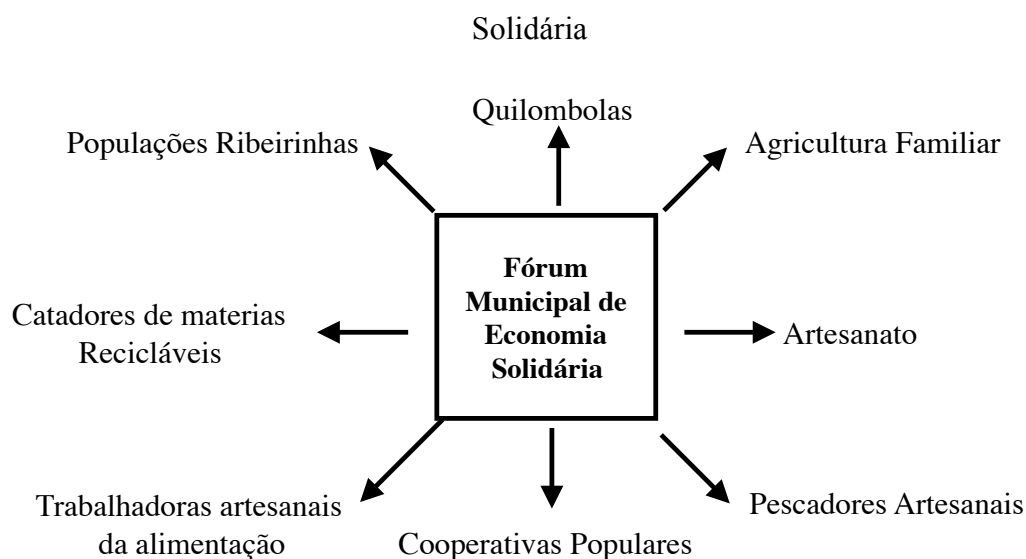 Solidária
Quilombolas
Populações Ribeirinhas
Agricultura Familiar
Fórum
Municipal de
Economia
Solidária
Catadores de materias
Recicláveis
Artesanato
Trabalhadoras artesanais
da alimentação
Cooperativas Populares
Pescadores Artesanais